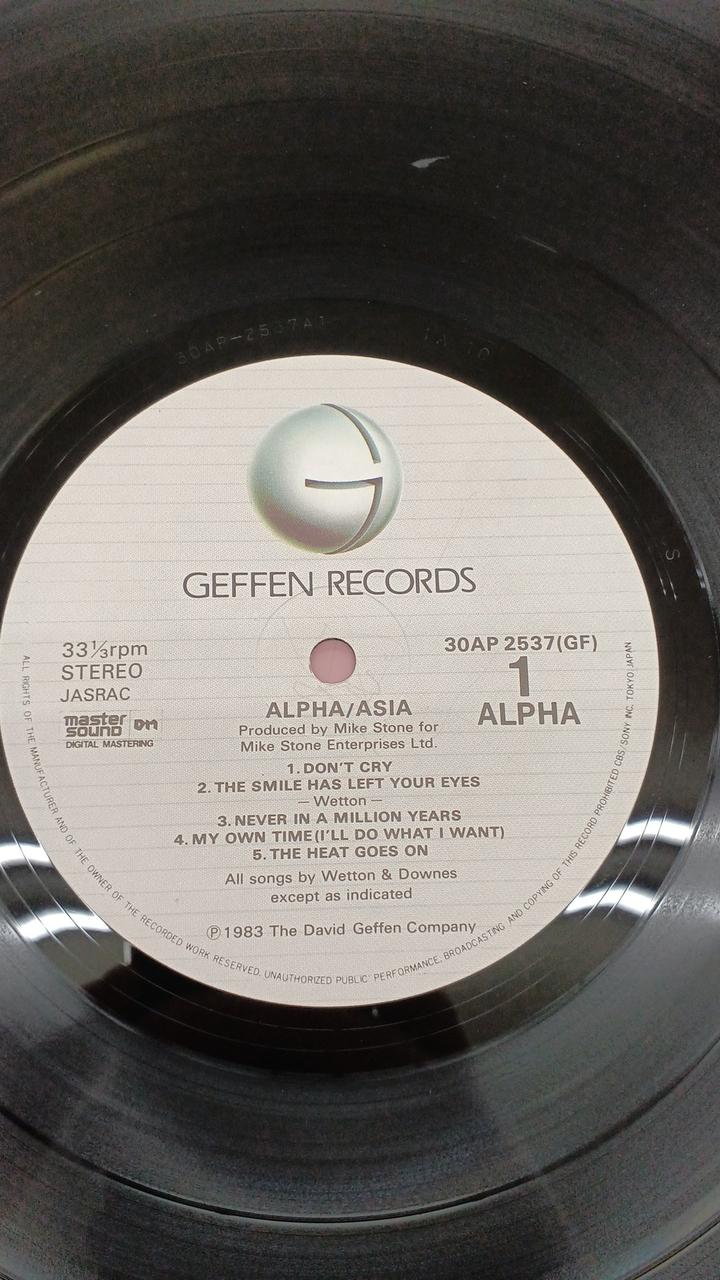 30AP-2537A1
GEFFEN RECORDS
33⅓rpm
STEREO
JASRAC
master
sound DM
DIGITAL MASTERING
30AP 2537(GF)
1
ALPHA
ALPHA/ASIA
Produced by Mike Stone for
Mike Stone Enterprises Ltd.
1. DON'T CRY
2. THE SMILE HAS LEFT YOUR EYES
— Wetton —
3. NEVER IN A MILLION YEARS
4. MY OWN TIME (I'LL DO WHAT I WANT)
5. THE HEAT GOES ON
All songs by Wetton & Downes
except as indicated
℗1983 The David Geffen Company
ALL RIGHTS OF THE MANUFACTURER AND OF THE OWNER OF THE RECORDED WORK RESERVED. UNAUTHORIZED PUBLIC PERFORMANCE, BROADCASTING AND COPYING OF THIS RECORD PROHIBITED CBS/SONY INC. TOKYO JAPAN
S